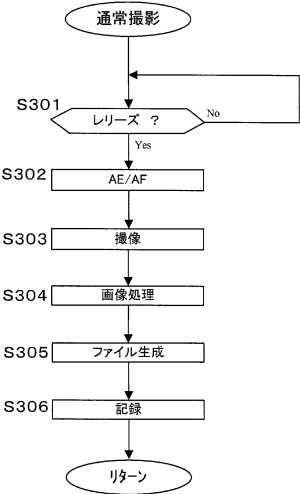 通常撮影
S301
レリーズ ?
No
Yes
S302
AE/AF
S303
撮像
S304
画像処理
S305
ファイル生成
S306
記録
リターン